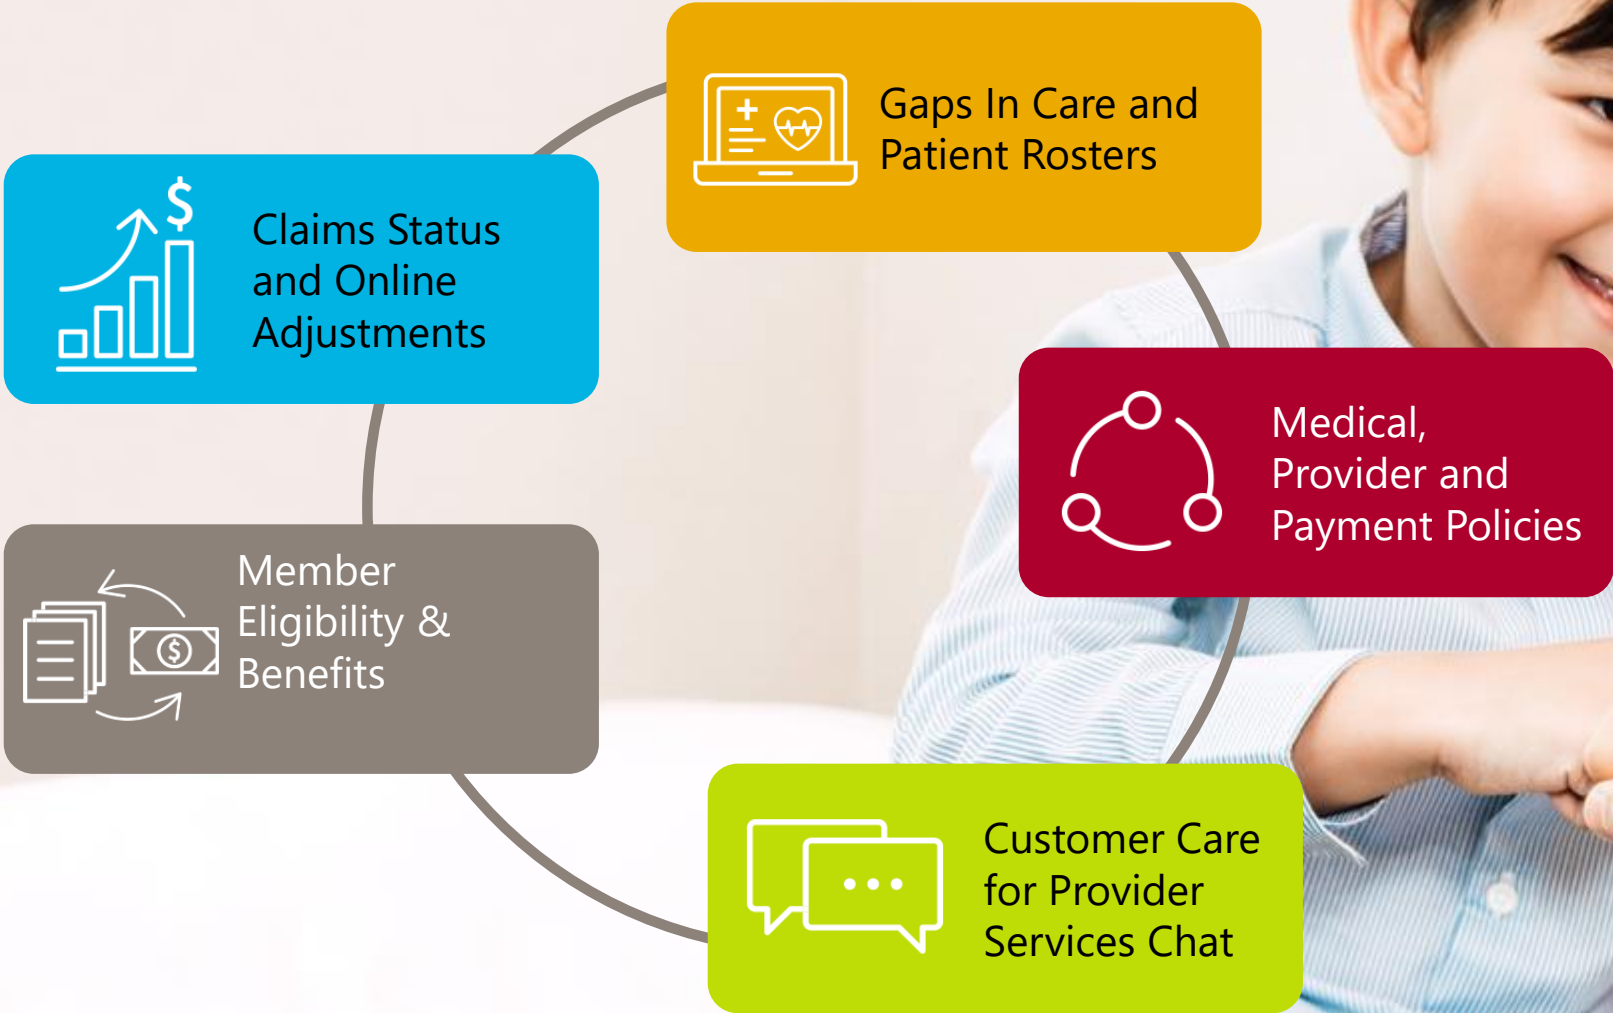 Gaps In Care and
Patient Rosters
Claims Status
and Online
Adjustments
Medical,
Provider and
Payment Policies
Member
Eligibility &
Benefits
Customer Care
for Provider
Services Chat
$
$